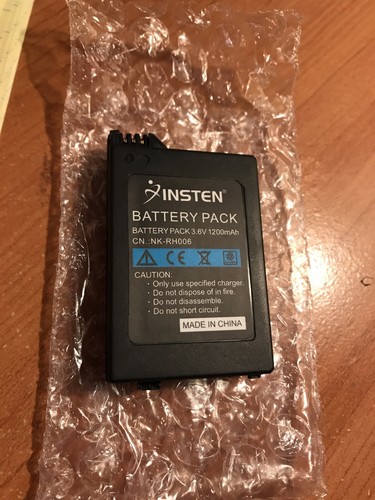 INSTEN
BATTERY PACK
BATTERY PACK 3.6V 1200mAh
CN.:NK-RH006
CE
CAUTION:
• Only use specified charger.
• Do not dispose of in fire.
• Do not disassemble.
• Do not short circuit.
MADE IN CHINA